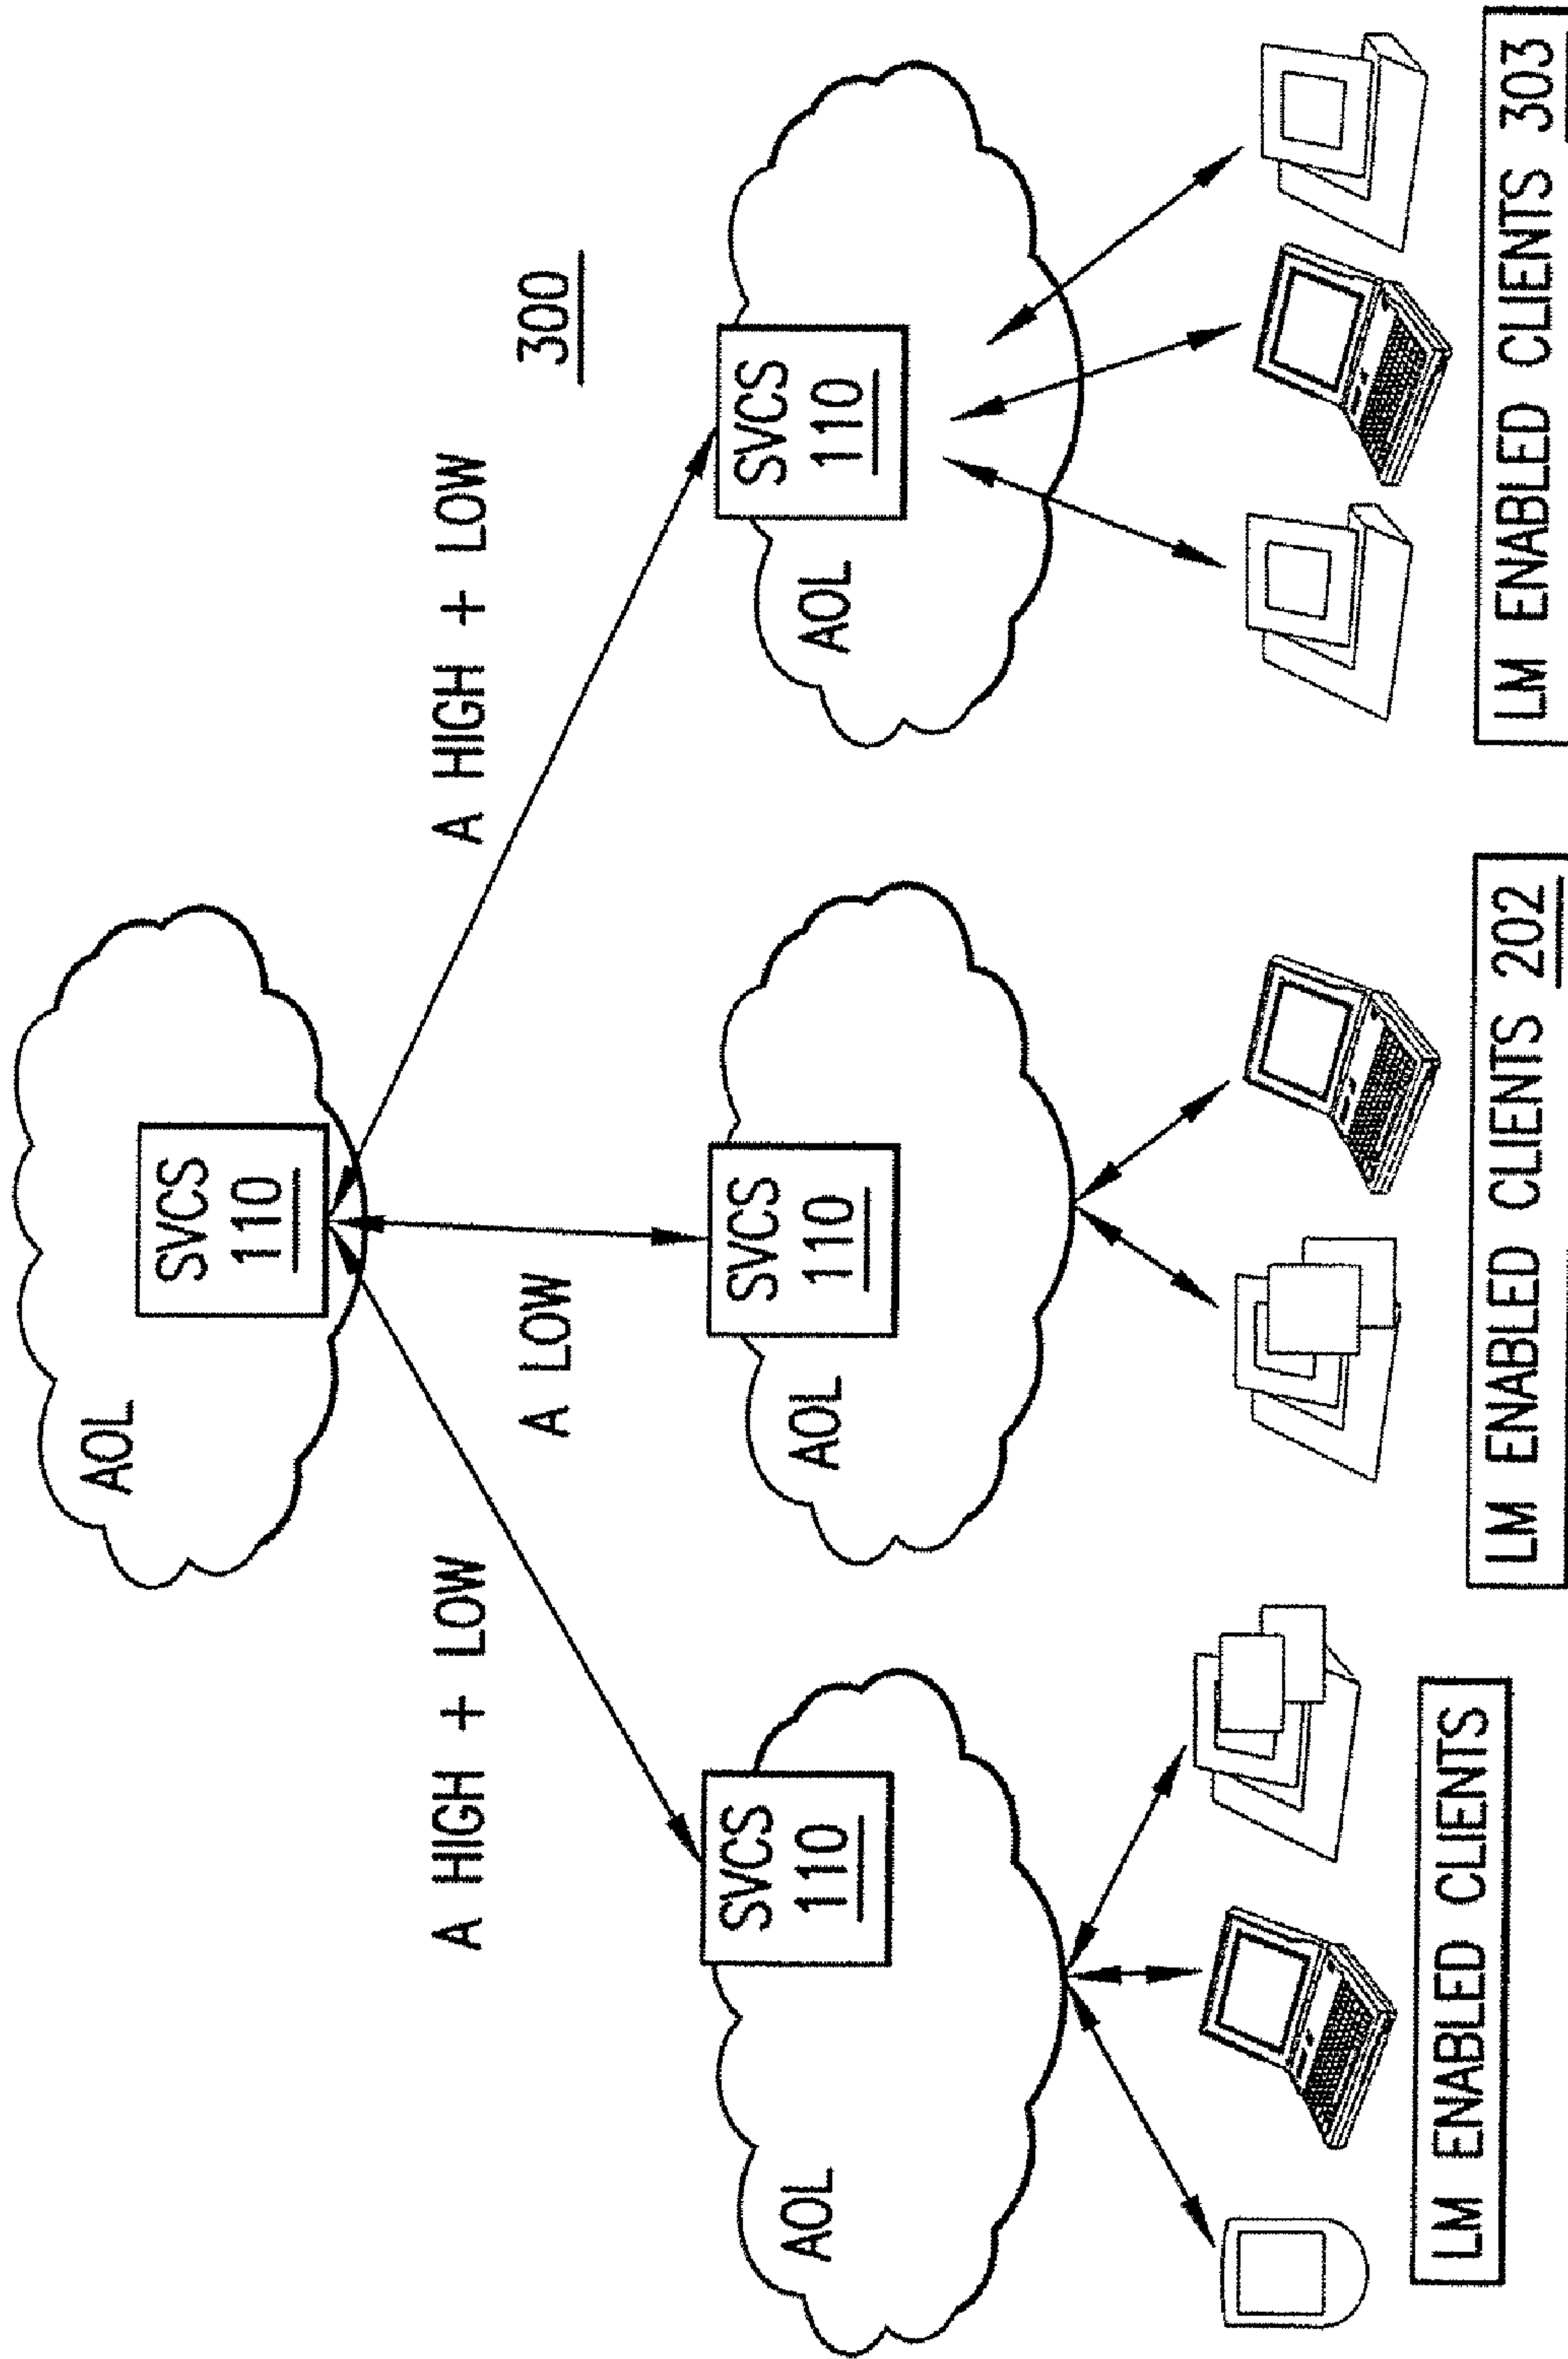 AOL
SVCS
110
A HIGH + LOW
A LOW
A HIGH + LOW
300
AOL
SVCS
110
AOL
SVCS
110
AOL
SVCS
110
LM ENABLED CLIENTS
LM ENABLED CLIENTS 202
LM ENABLED CLIENTS 303